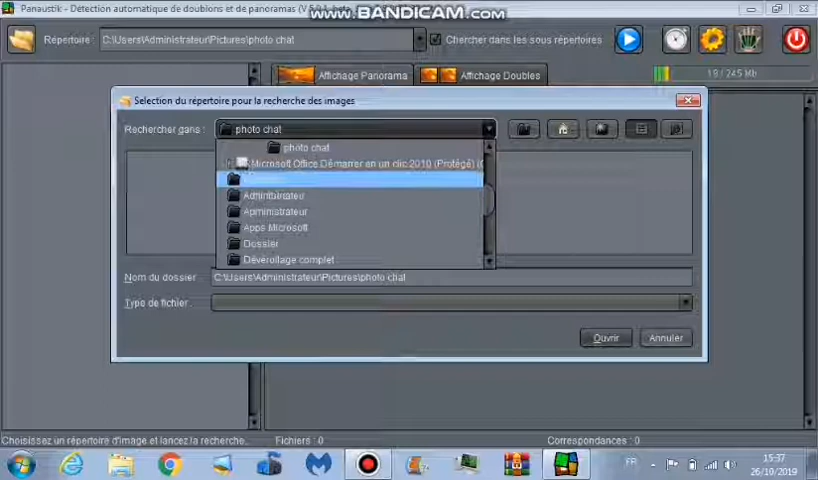 Panaustik - Détection automatique de doublons et de panoramas
www.BANDICAM.com
Répertoire : C:\Users\Administrateur\Pictures\photo chat
Chercher dans les sous répertoires
Affichage Panorama
Affichage Doubles
19 / 245 Mb
Selection du répertoire pour la recherche des images
Rechercher dans : photo chat
photo chat
Microsoft Office Démarrer en un clic 2010 (Protégé)
Administrateur
Administrateur
Apps Microsoft
Dossier
Déverollage complet
Nom du dossier : C:\Users\Administrateur\Pictures\photo chat
Type de fichier :
Ouvrir
Annuler
Choisissez un répertoire d'image et lancez la recherche...
Fichiers : 0
Correspondances : 0
FR
15:37
26/10/2019